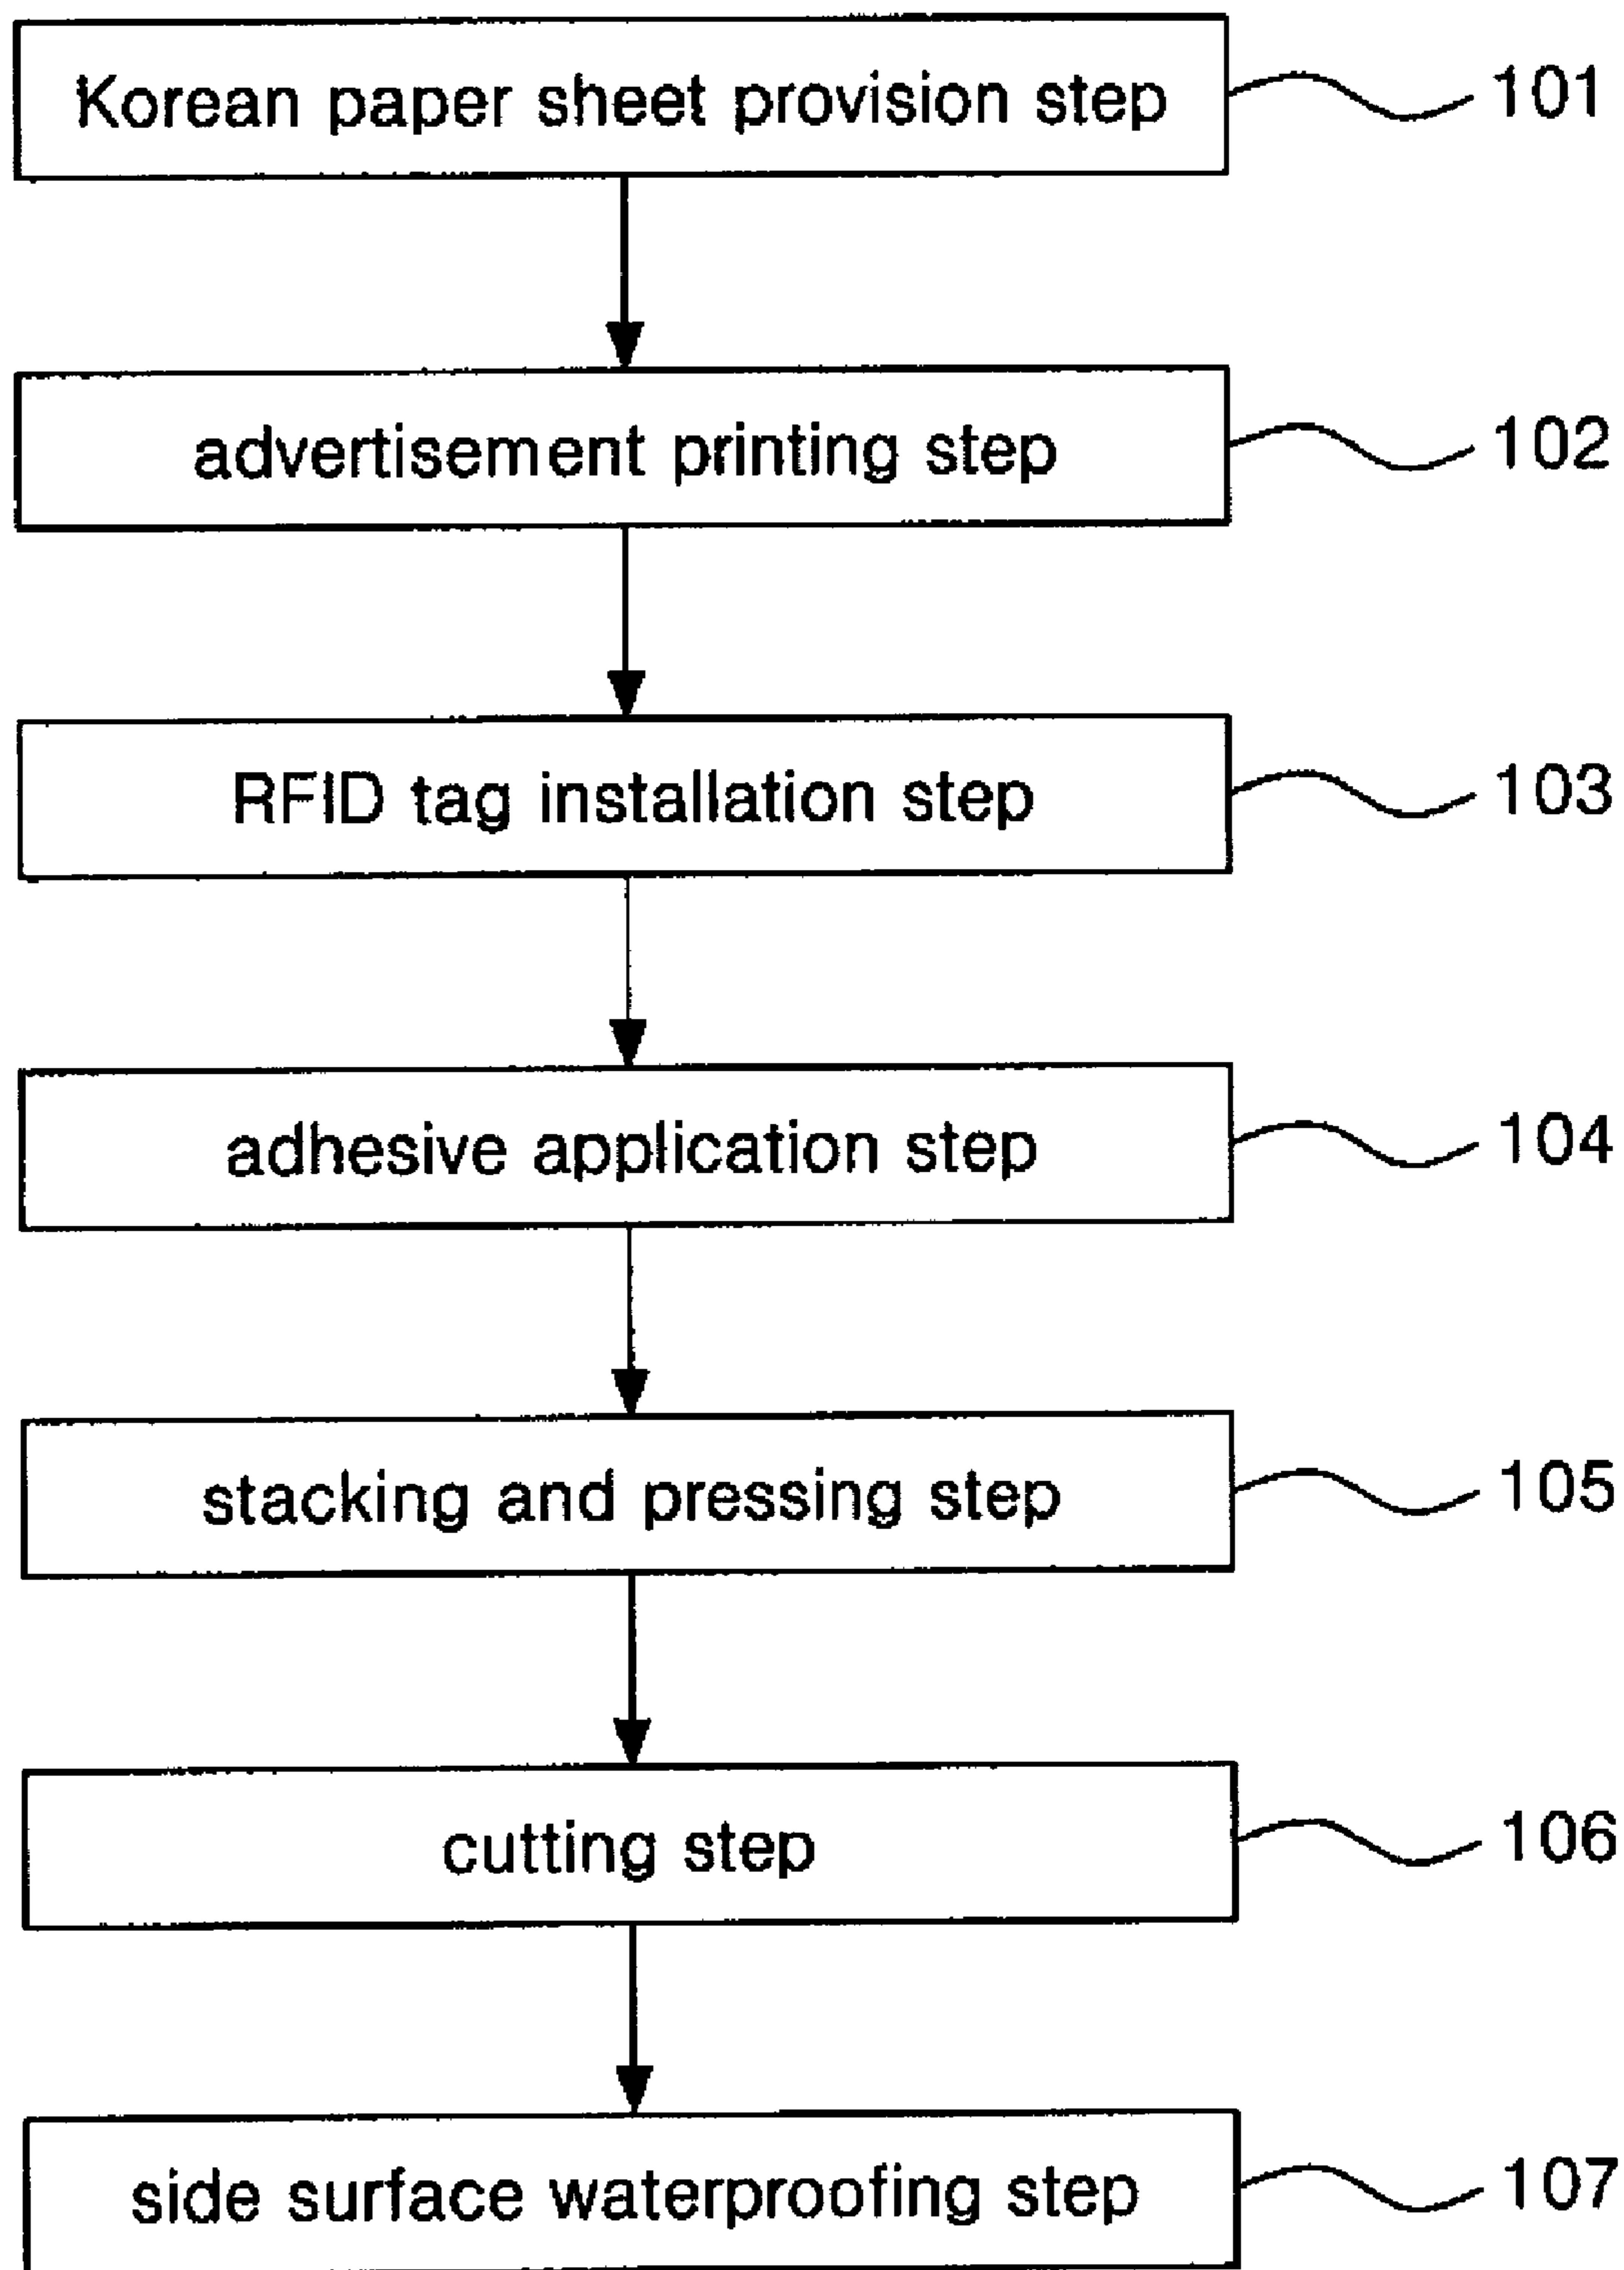 Korean paper sheet provision step 101
advertisement printing step 102
RFID tag installation step 103
adhesive application step 104
stacking and pressing step 105
cutting step 106
side surface waterproofing step 107